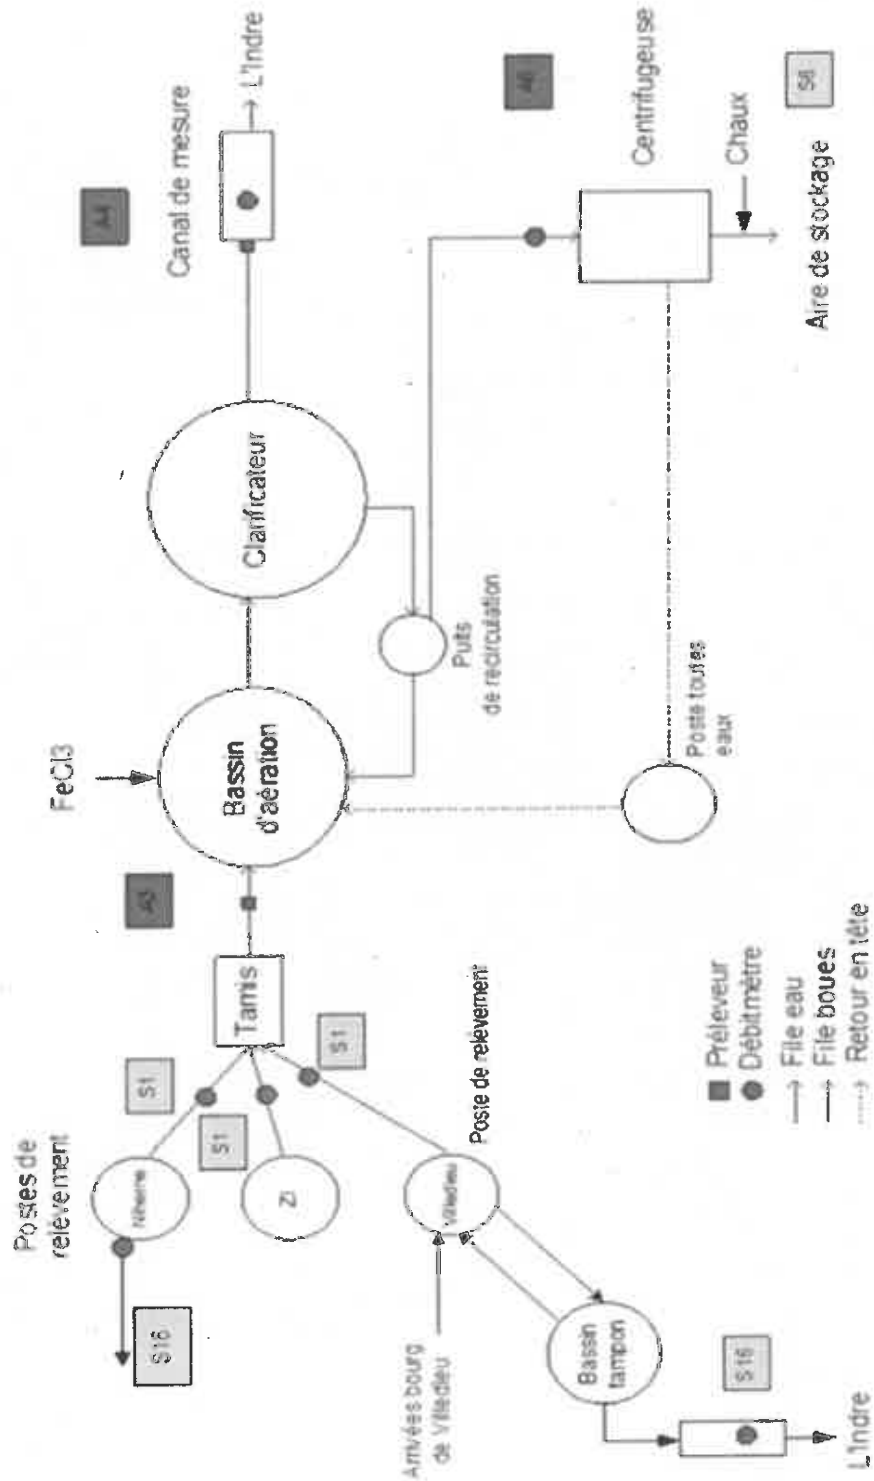 Postes de
relèvement
S16
Niherne
S1
ZI
S1
S1
Tamis
A3
FeCl3
Bassin
d'aération
Clarificateur
A4
Canal de mesure
L'Indre
Arrivées bourg
de Villedieu
Villedieu
Poste de relèvement
Bassin
tampon
S16
L'Indre
Puits
de recirculation
Poste toutes
eaux
A6
Centrifugeuse
Chaux
S6
Aire de stockage
Préleveur
Débitmètre
File eau
File boues
Retour en tête